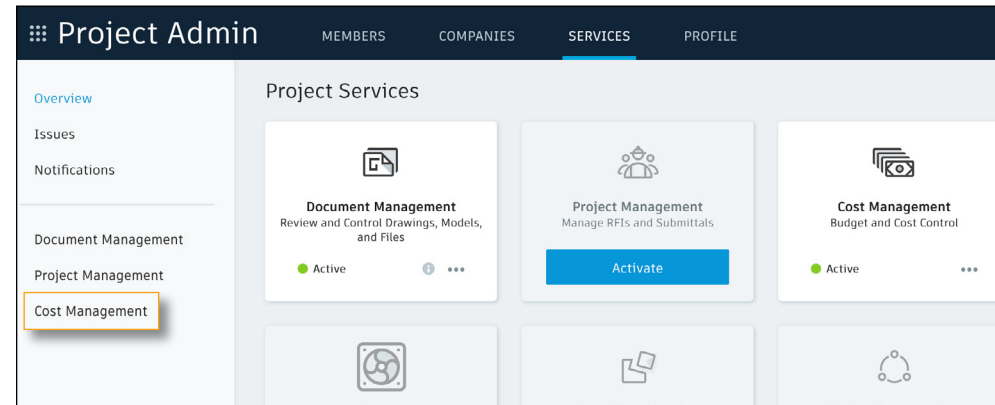 Project Admin
MEMBERS COMPANIES SERVICES PROFILE
Overview
Issues
Notifications
Document Management
Project Management
Cost Management
Project Services
Document Management
Review and Control Drawings, Models,
and Files
Active
Project Management
Manage RFIs and Submittals
Activate
Cost Management
Budget and Cost Control
Active